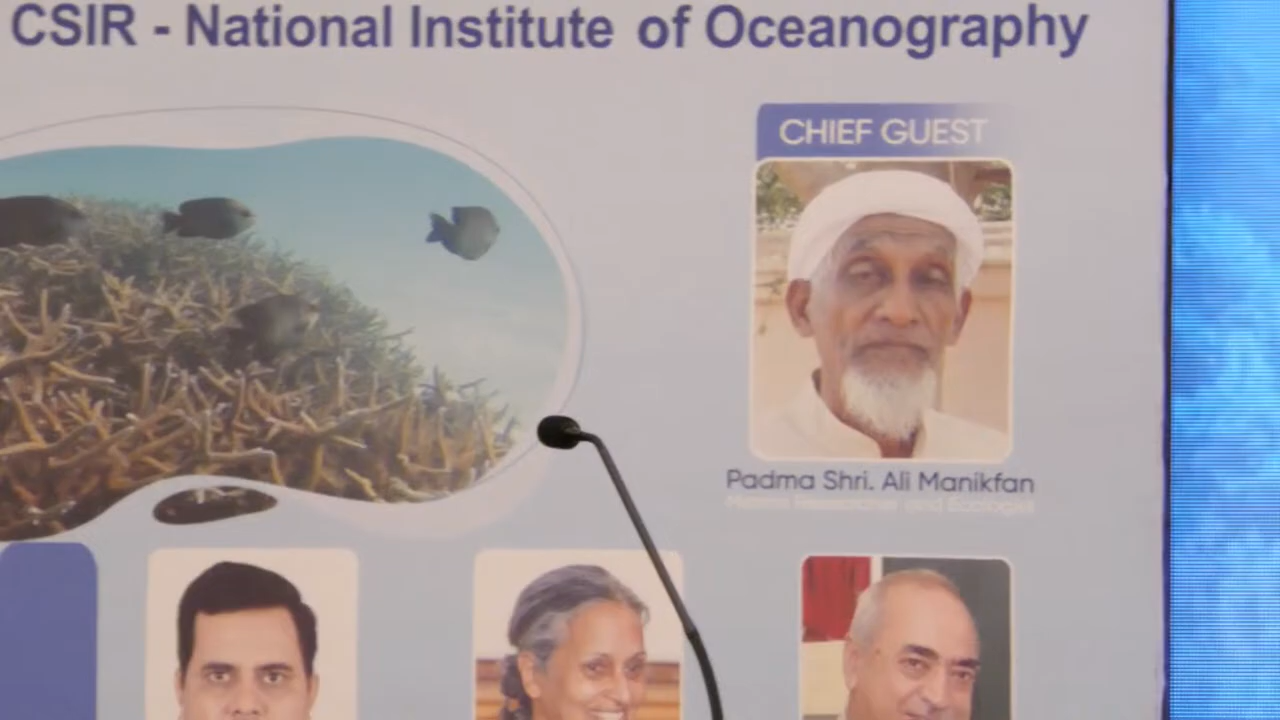 CSIR - National Institute of Oceanography
CHIEF GUEST
Padma Shri. Ali Manikfan